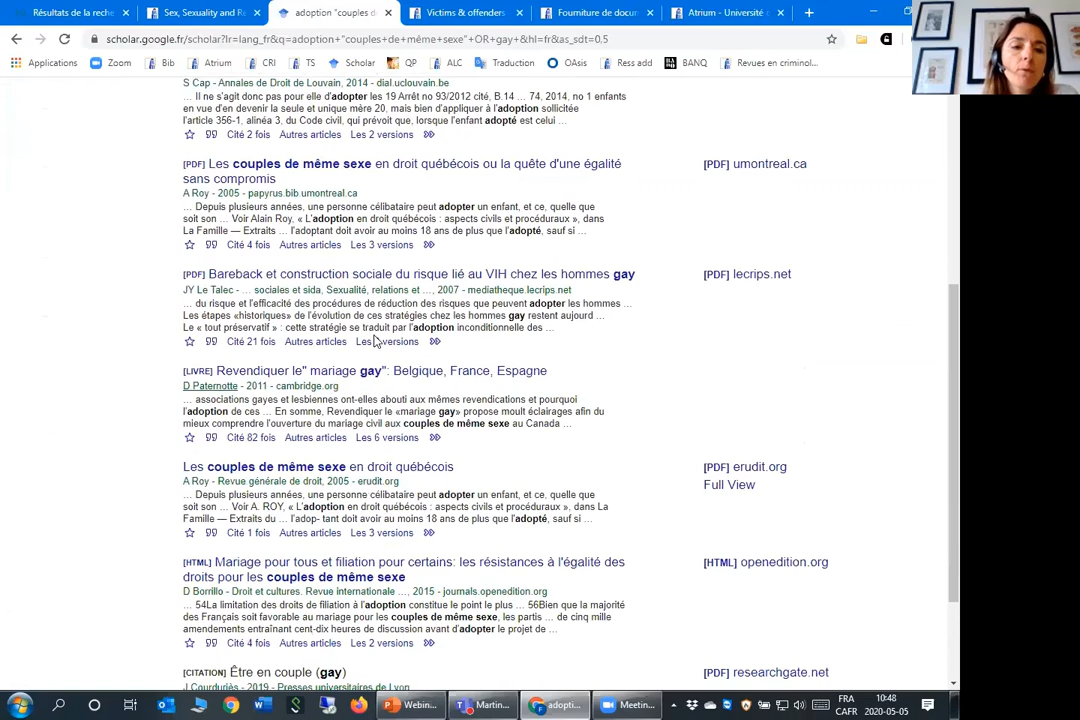 Résultats de la reche
Sex, Sexuality and Re
adoption "couples de
Victims & offenders
Fourniture de docum
Atrium - Université d
scholar.google.fr/scholar?lr=lang_fr&q=adoption+"couples+de+même+sexe"+OR+gay+&hl=fr&as_sdt=0,5
Applications
Zoom
Bib
Atrium
CRI
TS
Scholar
QP
ALC
Traduction
OAsis
Ress add
BANQ
Revues en criminol...
S Cap - Annales de Droit de Louvain, 2014 - dial.uclouvain.be
... Il ne s'agit donc pas pour elle d'adopter les 19 Arrêt no 93/2012 cité, B.14 ... 74, 2014, no 1 enfants
en vue d'en devenir la seule et unique mère 20, mais bien d'appliquer à l'adoption sollicitée
l'article 356-1, alinéa 3, du Code civil, qui prévoit que, lorsque l'enfant adopté est celui ...
Cité 2 fois Autres articles Les 2 versions
[PDF] Les couples de même sexe en droit québécois ou la quête d'une égalité
sans compromis
[PDF] umontreal.ca
A Roy - 2005 - papyrus.bib.umontreal.ca
... Depuis plusieurs années, une personne célibataire peut adopter un enfant, et ce, quelle que
soit son ... Voir Alain Roy, « L'adoption en droit québécois : aspects civils et procéduraux », dans
La Famille — Extraits ... l'adoptant doit avoir au moins 18 ans de plus que l'adopté, sauf si ...
Cité 4 fois Autres articles Les 3 versions
[PDF] Bareback et construction sociale du risque lié au VIH chez les hommes gay
[PDF] lecrips.net
JY Le Talec - ... sociales et sida, Sexualité, relations et ..., 2007 - mediatheque.lecrips.net
... du risque et l'efficacité des procédures de réduction des risques que peuvent adopter les hommes ...
Les étapes «historiques» de l'évolution de ces stratégies chez les hommes gay restent aujourd ...
Le « tout préservatif » : cette stratégie se traduit par l'adoption inconditionnelle des ...
Cité 21 fois Autres articles Les versions
[LIVRE] Revendiquer le" mariage gay": Belgique, France, Espagne
D Paternotte - 2011 - cambridge.org
... associations gayes et lesbiennes ont-elles abouti aux mêmes revendications et pourquoi
l'adoption de ces ... En somme, Revendiquer le «mariage gay» propose moult éclairages afin du
mieux comprendre l'ouverture du mariage civil aux couples de même sexe au Canada ...
Cité 82 fois Autres articles Les 6 versions
Les couples de même sexe en droit québécois
[PDF] erudit.org
Full View
A Roy - Revue générale de droit, 2005 - erudit.org
... Depuis plusieurs années, une personne célibataire peut adopter un enfant, et ce, quelle que
soit son ... Voir A. ROY, « L'adoption en droit québécois : aspects civils et procéduraux », dans La
Famille — Extraits du ... l'adop- tant doit avoir au moins 18 ans de plus que l'adopté, sauf si ...
Cité 1 fois Autres articles Les 3 versions
[HTML] Mariage pour tous et filiation pour certains: les résistances à l'égalité des
droits pour les couples de même sexe
[HTML] openedition.org
D Borrillo - Droit et cultures. Revue internationale ..., 2015 - journals.openedition.org
... 54La limitation des droits de filiation à l'adoption constitue le point le plus ... 56Bien que la majorité
des Français soit favorable au mariage pour les couples de même sexe, les partis ... de cinq mille
amendements entraînant cent-dix heures de discussion avant d'adopter le projet de ...
Cité 4 fois Autres articles Les 2 versions
[CITATION] Être en couple (gay)
[PDF] researchgate.net
J Courduriès - 2019 - Presses universitaires de Lyon
Webin...
Martin...
adopti...
Meetin...
FRA
CAFR
10:48
2020-05-05